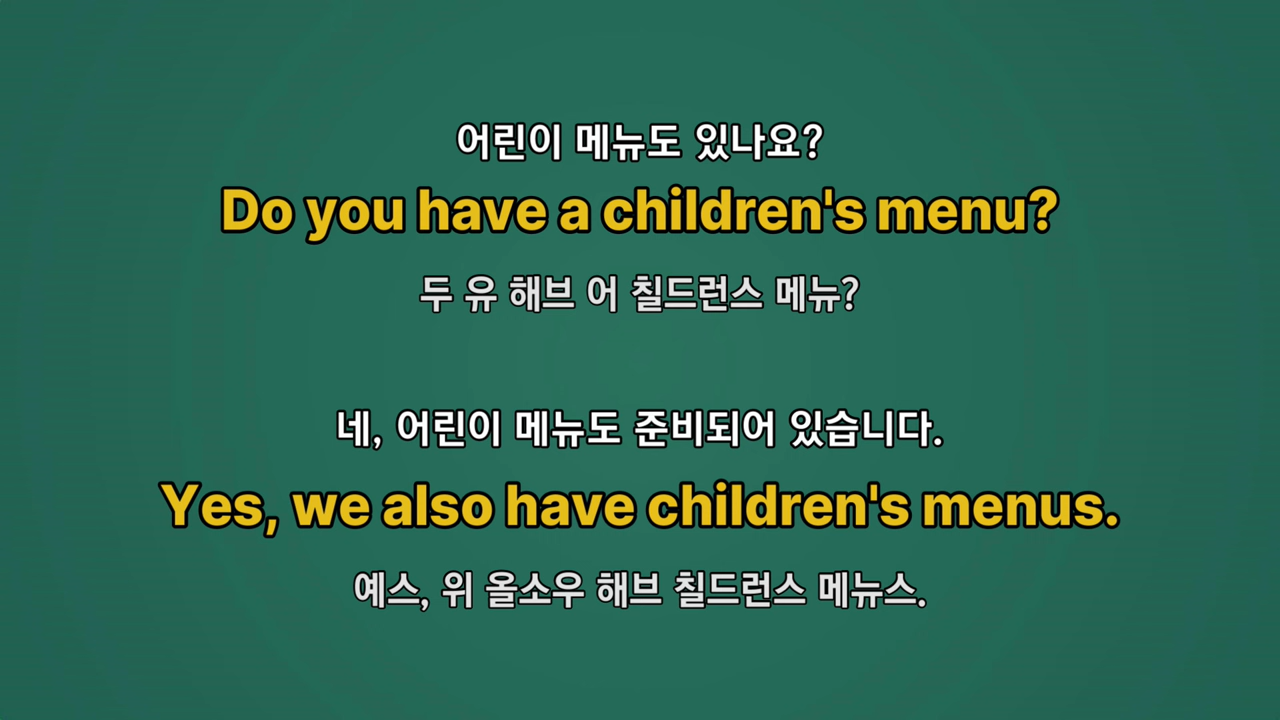 어린이 메뉴도 있나요?
Do you have a children's menu?
두 유 해브 어 칠드런스 메뉴?
네, 어린이 메뉴도 준비되어 있습니다.
Yes, we also have children's menus.
예스, 위 올소우 해브 칠드런스 메뉴스.